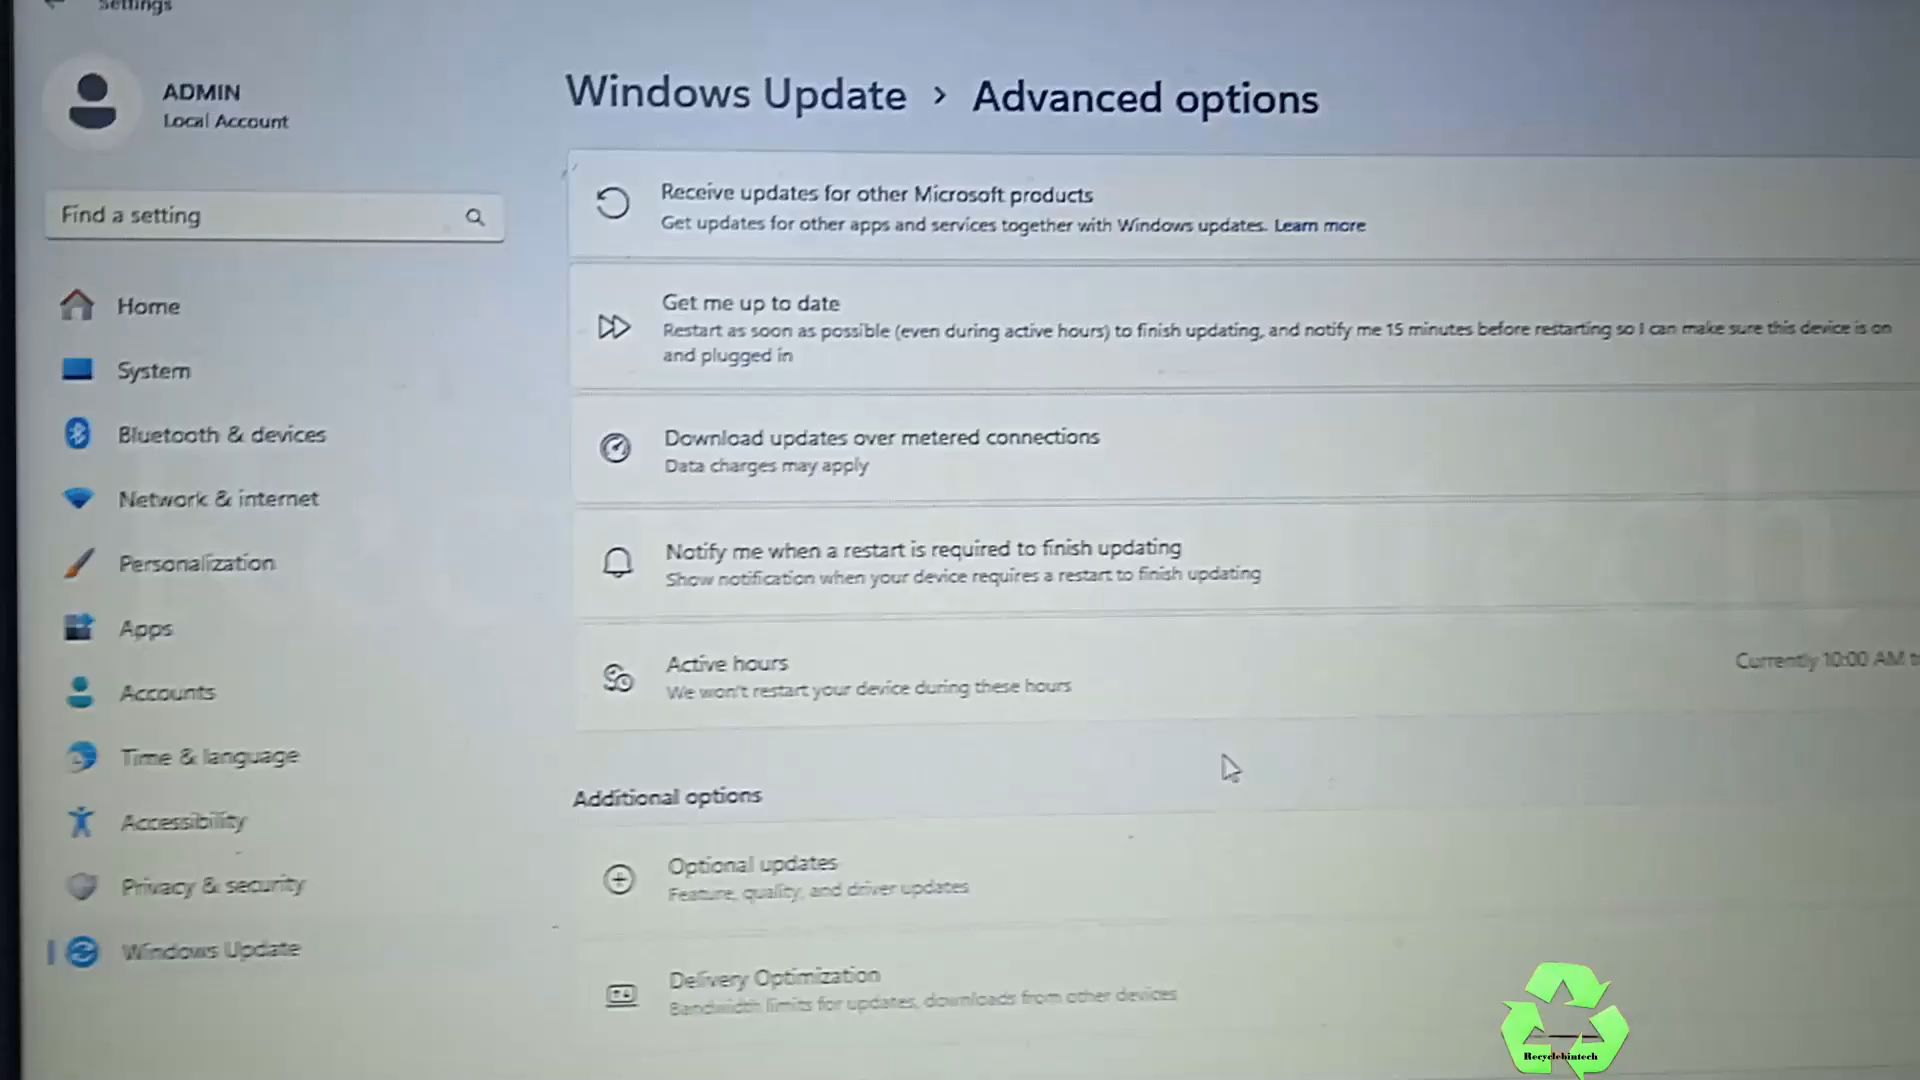 Settings
ADMIN
Local Account
Find a setting
Home
System
Bluetooth & devices
Network & internet
Personalization
Apps
Accounts
Time & language
Accessibility
Privacy & security
Windows Update
Windows Update > Advanced options
Receive updates for other Microsoft products
Get updates for other apps and services together with Windows updates. Learn more
Get me up to date
Restart as soon as possible (even during active hours) to finish updating, and notify me 15 minutes before restarting so I can make sure this device is on
and plugged in
Download updates over metered connections
Data charges may apply
Notify me when a restart is required to finish updating
Show notification when your device requires a restart to finish updating
Active hours
We won't restart your device during these hours
Currently 10:00 AM
Additional options
Optional updates
Feature, quality, and driver updates
Delivery Optimization
Bandwidth limits for updates, downloads from other devices
Recyclebintech